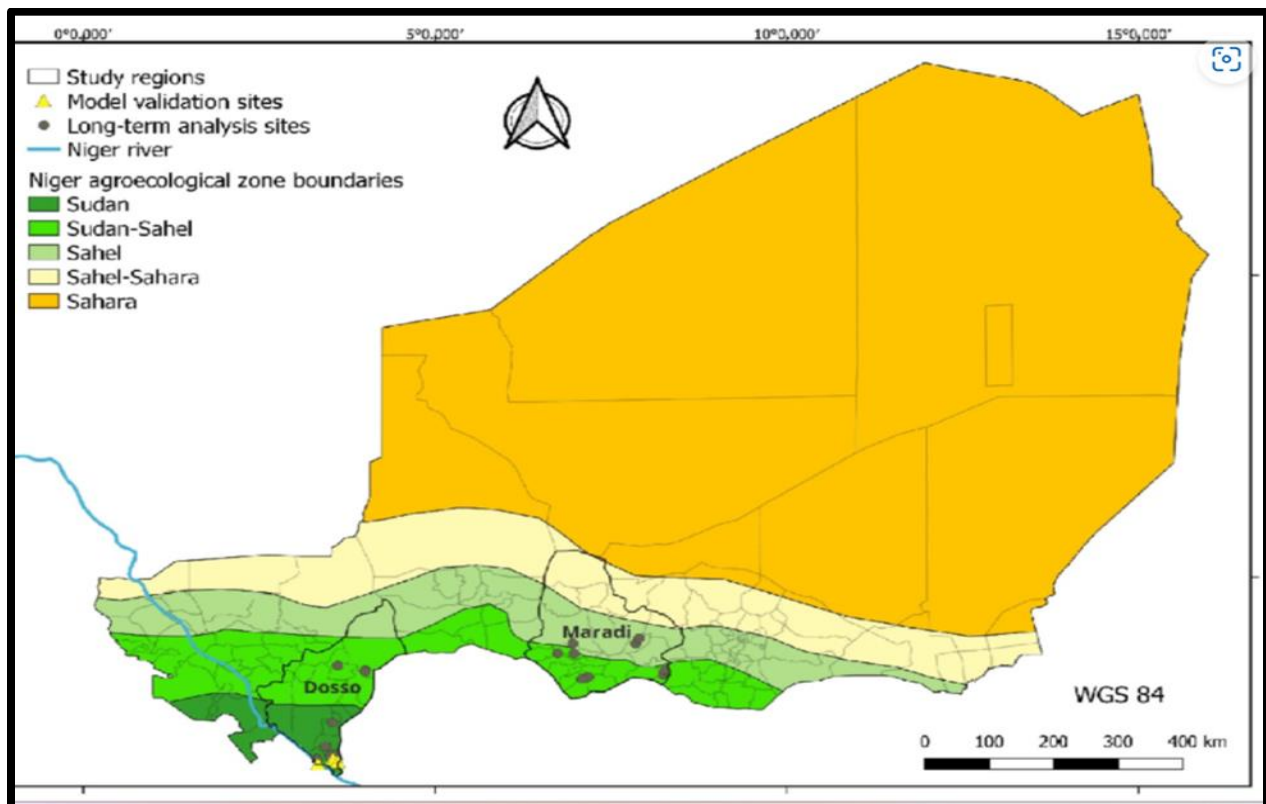 0°0,000′ 5°0,000′ 10°0,000′ 15°0,000′
Study regions
Model validation sites
Long-term analysis sites
Niger river
Niger agroecological zone boundaries
Sudan
Sudan-Sahel
Sahel
Sahel-Sahara
Sahara
Maradi
Dosso
WGS 84
0 100 200 300 400 km